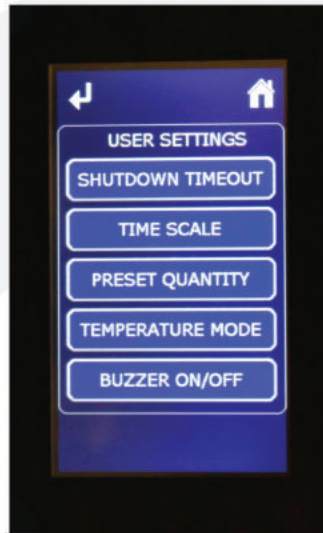 USER SETTINGS
SHUTDOWN TIMEOUT
TIME SCALE
PRESET QUANTITY
TEMPERATURE MODE
BUZZER ON/OFF